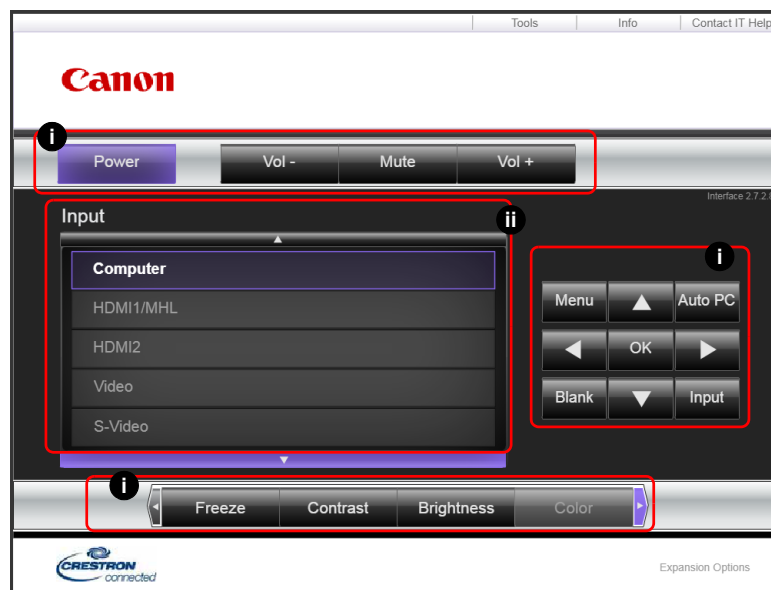 Tools Info Contact IT Help
Canon
i
Power Vol - Mute Vol +
Interface 2.7.2.
Input
ii
Computer
HDMI1/MHL
HDMI2
Video
S-Video
i
Menu Auto PC
OK
Blank Input
i
Freeze Contrast Brightness Color
CRESTRON
connected
Expansion Options